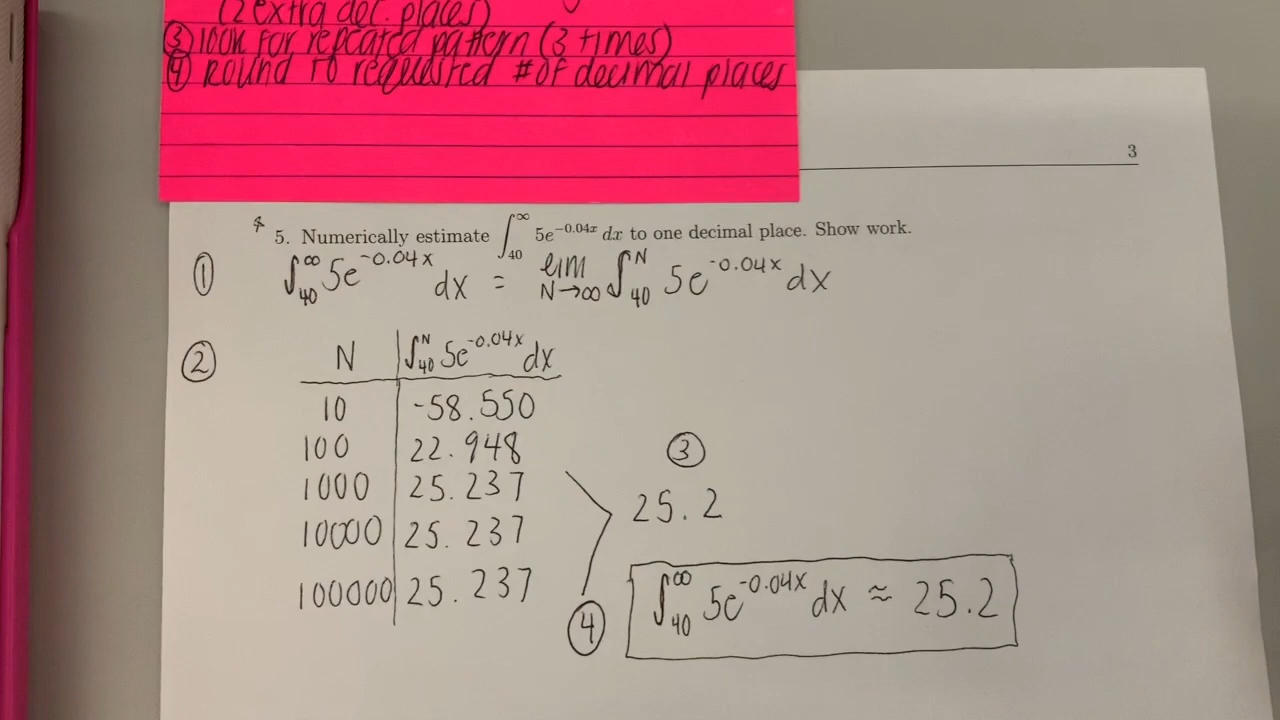 (2 extra dec. places)
③ look for repeated pattern (3 times)
④ Round to requested # of decimal places
3
5. Numerically estimate ∫₄₀^∞ 5e^{-0.04x} dx to one decimal place. Show work.
① ∫₄₀^∞ 5e^{-0.04x} dx = lim N→∞ ∫₄₀^N 5e^{-0.04x} dx
② N ∫₄₀^N 5e^{-0.04x} dx
10 -58.550
100 22.948
1000 25.237
10000 25.237
100000 25.237
③
25.2
④ ∫₄₀^∞ 5e^{-0.04x} dx ≈ 25.2